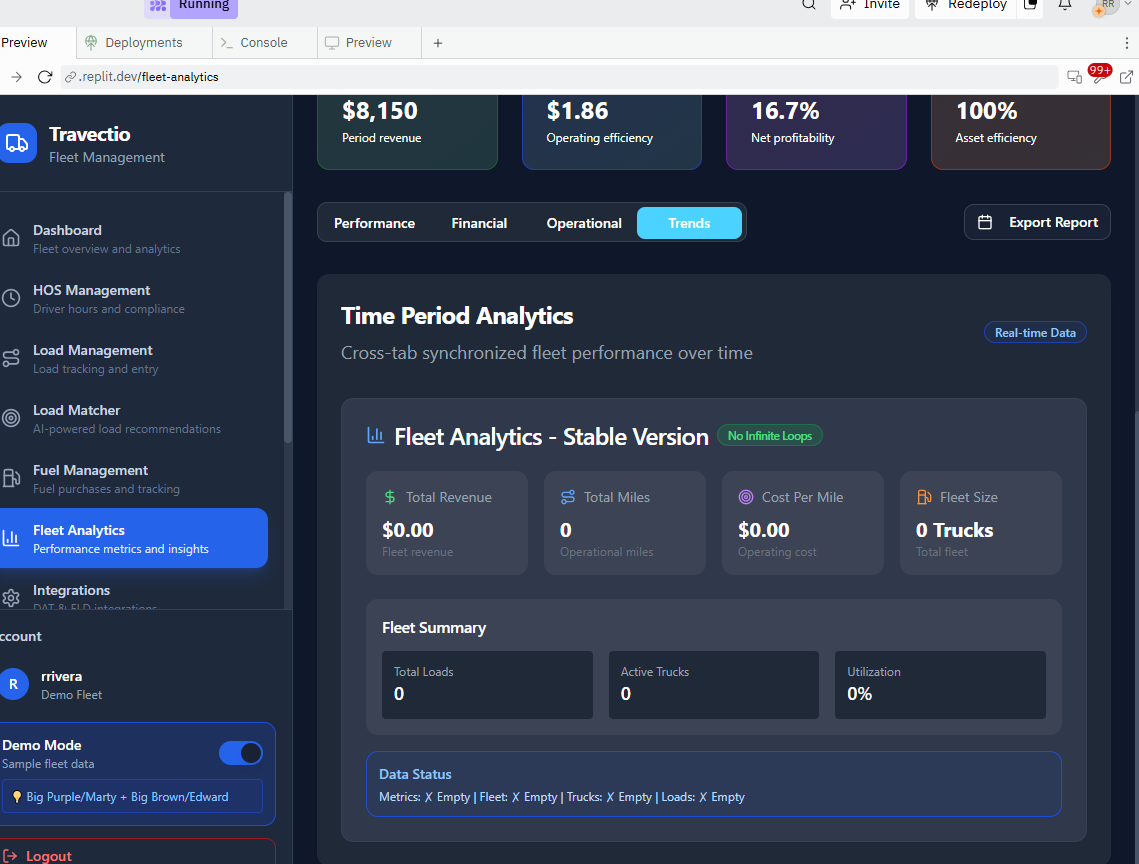 Running
Invite
Redeploy
RR
Preview
Deployments
Console
Preview
.replit.dev/fleet-analytics
99+
Travectio
Fleet Management
Dashboard
Fleet overview and analytics
HOS Management
Driver hours and compliance
Load Management
Load tracking and entry
Load Matcher
AI-powered load recommendations
Fuel Management
Fuel purchases and tracking
Fleet Analytics
Performance metrics and insights
Integrations
DAT & ELD integrations
ccount
R
rrivera
Demo Fleet
Demo Mode
Sample fleet data
💡 Big Purple/Marty + Big Brown/Edward
Logout
$8,150
Period revenue
$1.86
Operating efficiency
16.7%
Net profitability
100%
Asset efficiency
Performance
Financial
Operational
Trends
Export Report
Time Period Analytics
Cross-tab synchronized fleet performance over time
Real-time Data
Fleet Analytics - Stable Version
No Infinite Loops
Total Revenue
$0.00
Fleet revenue
Total Miles
0
Operational miles
Cost Per Mile
$0.00
Operating cost
Fleet Size
0 Trucks
Total fleet
Fleet Summary
Total Loads
0
Active Trucks
0
Utilization
0%
Data Status
Metrics: ✗ Empty | Fleet: ✗ Empty | Trucks: ✗ Empty | Loads: ✗ Empty